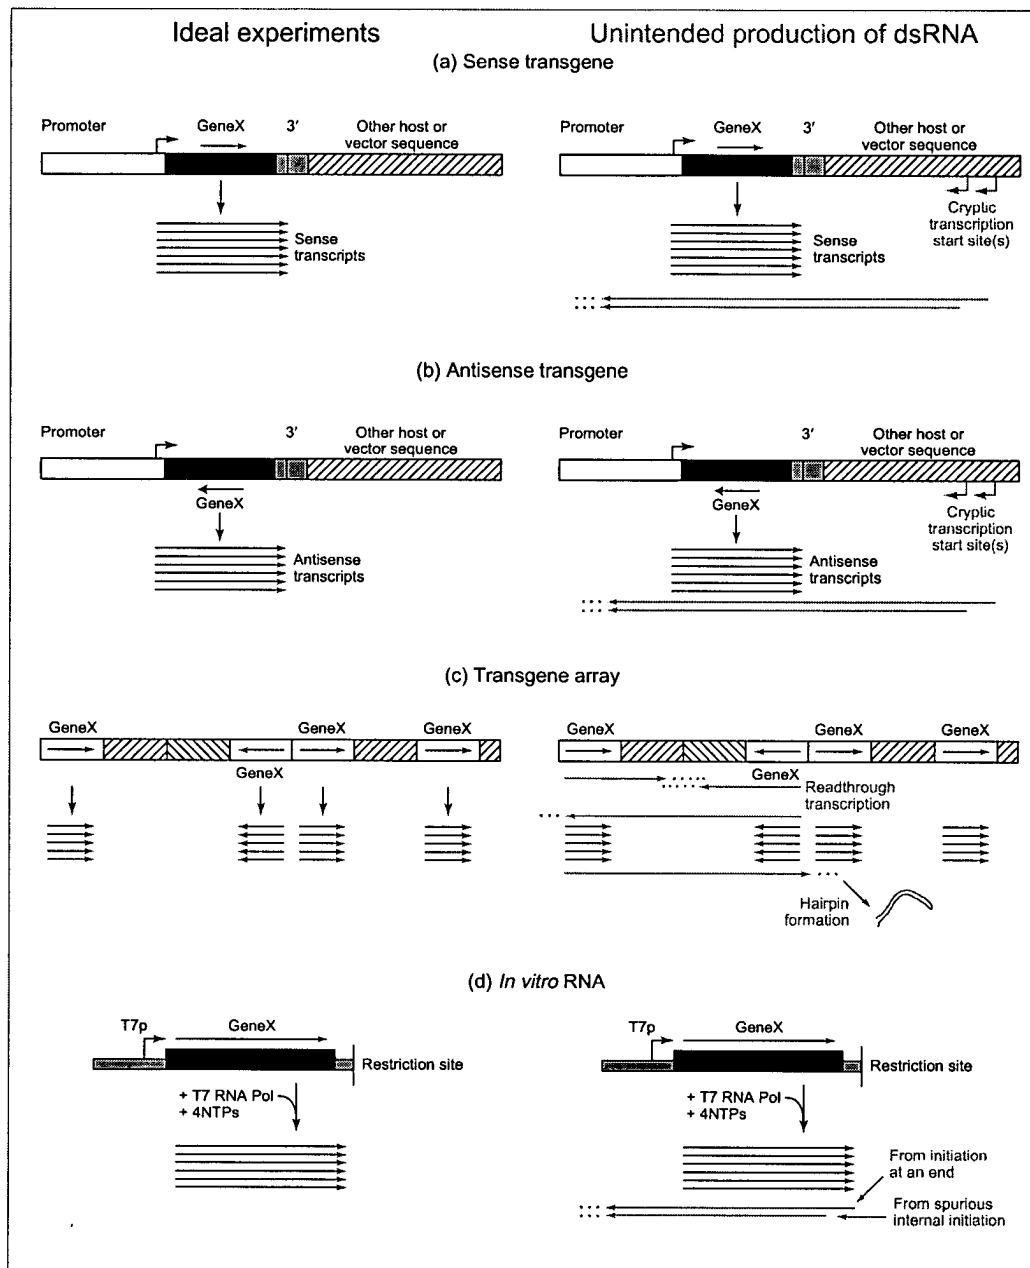 Ideal experiments
Unintended production of dsRNA
(a) Sense transgene
Promoter
GeneX
3′
Other host or
vector sequence
Sense
transcripts
Promoter
GeneX
3′
Other host or
vector sequence
Cryptic
transcription
start site(s)
Sense
transcripts
(b) Antisense transgene
Promoter
3′
Other host or
vector sequence
GeneX
Antisense
transcripts
Promoter
3′
Other host or
vector sequence
GeneX
Cryptic
transcription
start site(s)
Antisense
transcripts
(c) Transgene array
GeneX
GeneX
GeneX
GeneX
GeneX
GeneX
GeneX
GeneX
Readthrough
transcription
Hairpin
formation
(d) In vitro RNA
T7p
GeneX
Restriction site
+ T7 RNA Pol
+ 4NTPs
T7p
GeneX
Restriction site
+ T7 RNA Pol
+ 4NTPs
From initiation
at an end
From spurious
internal initiation